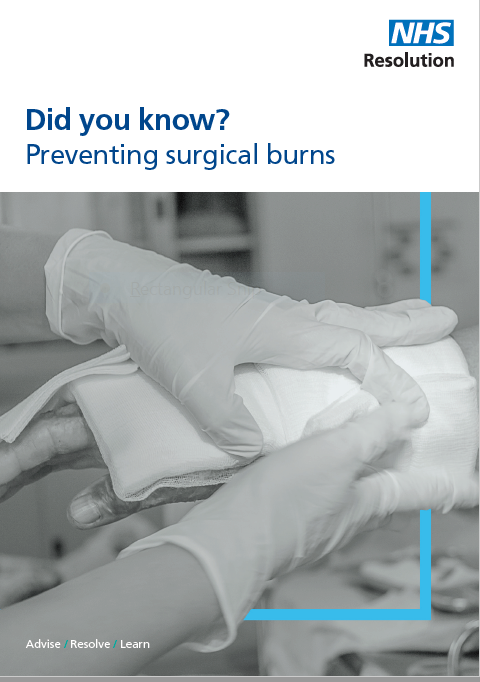 NHS
Resolution
Did you know?
Preventing surgical burns
Advise / Resolve / Learn